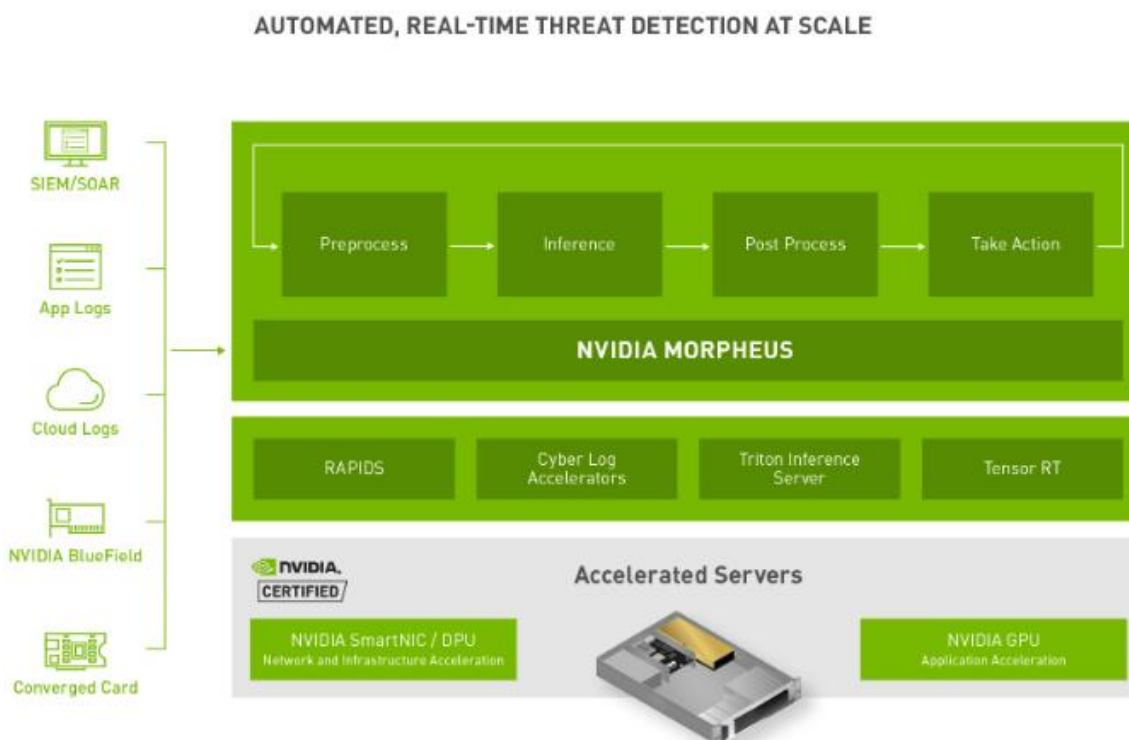 AUTOMATED, REAL-TIME THREAT DETECTION AT SCALE
SIEM/SOAR
App Logs
Cloud Logs
NVIDIA BlueField
Converged Card
Preprocess
Inference
Post Process
Take Action
NVIDIA MORPHEUS
RAPIDS
Cyber Log
Accelerators
Triton Inference
Server
Tensor RT
NVIDIA.
CERTIFIED
Accelerated Servers
NVIDIA SmartNIC / DPU
Network and Infrastructure Acceleration
NVIDIA GPU
Application Acceleration